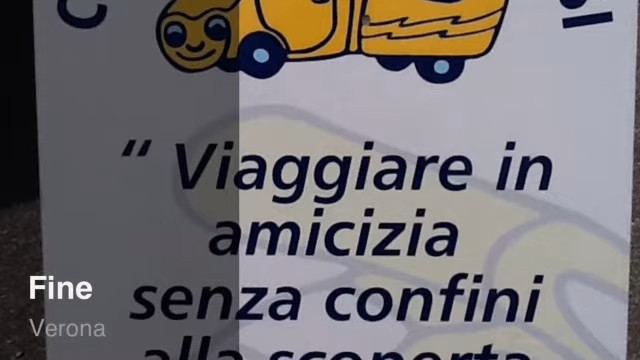 “ Viaggiare in
amicizia
senza confini
alla scoperta
Fine
Verona